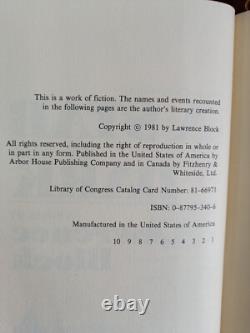 This is a work of fiction. The names and events recounted
in the following pages are the author's literary creation.
Copyright © 1981 by Lawrence Block
All rights reserved, including the right of reproduction in whole or
in part in any form. Published in the United States of America by
Arbor House Publishing Company and in Canada by Fitzhenry &
Whiteside, Ltd.
Library of Congress Catalog Card Number: 81-66971
ISBN: 0-87795-340-6
Manufactured in the United States of America
10 9 8 7 6 5 4 3 2 1
ebay